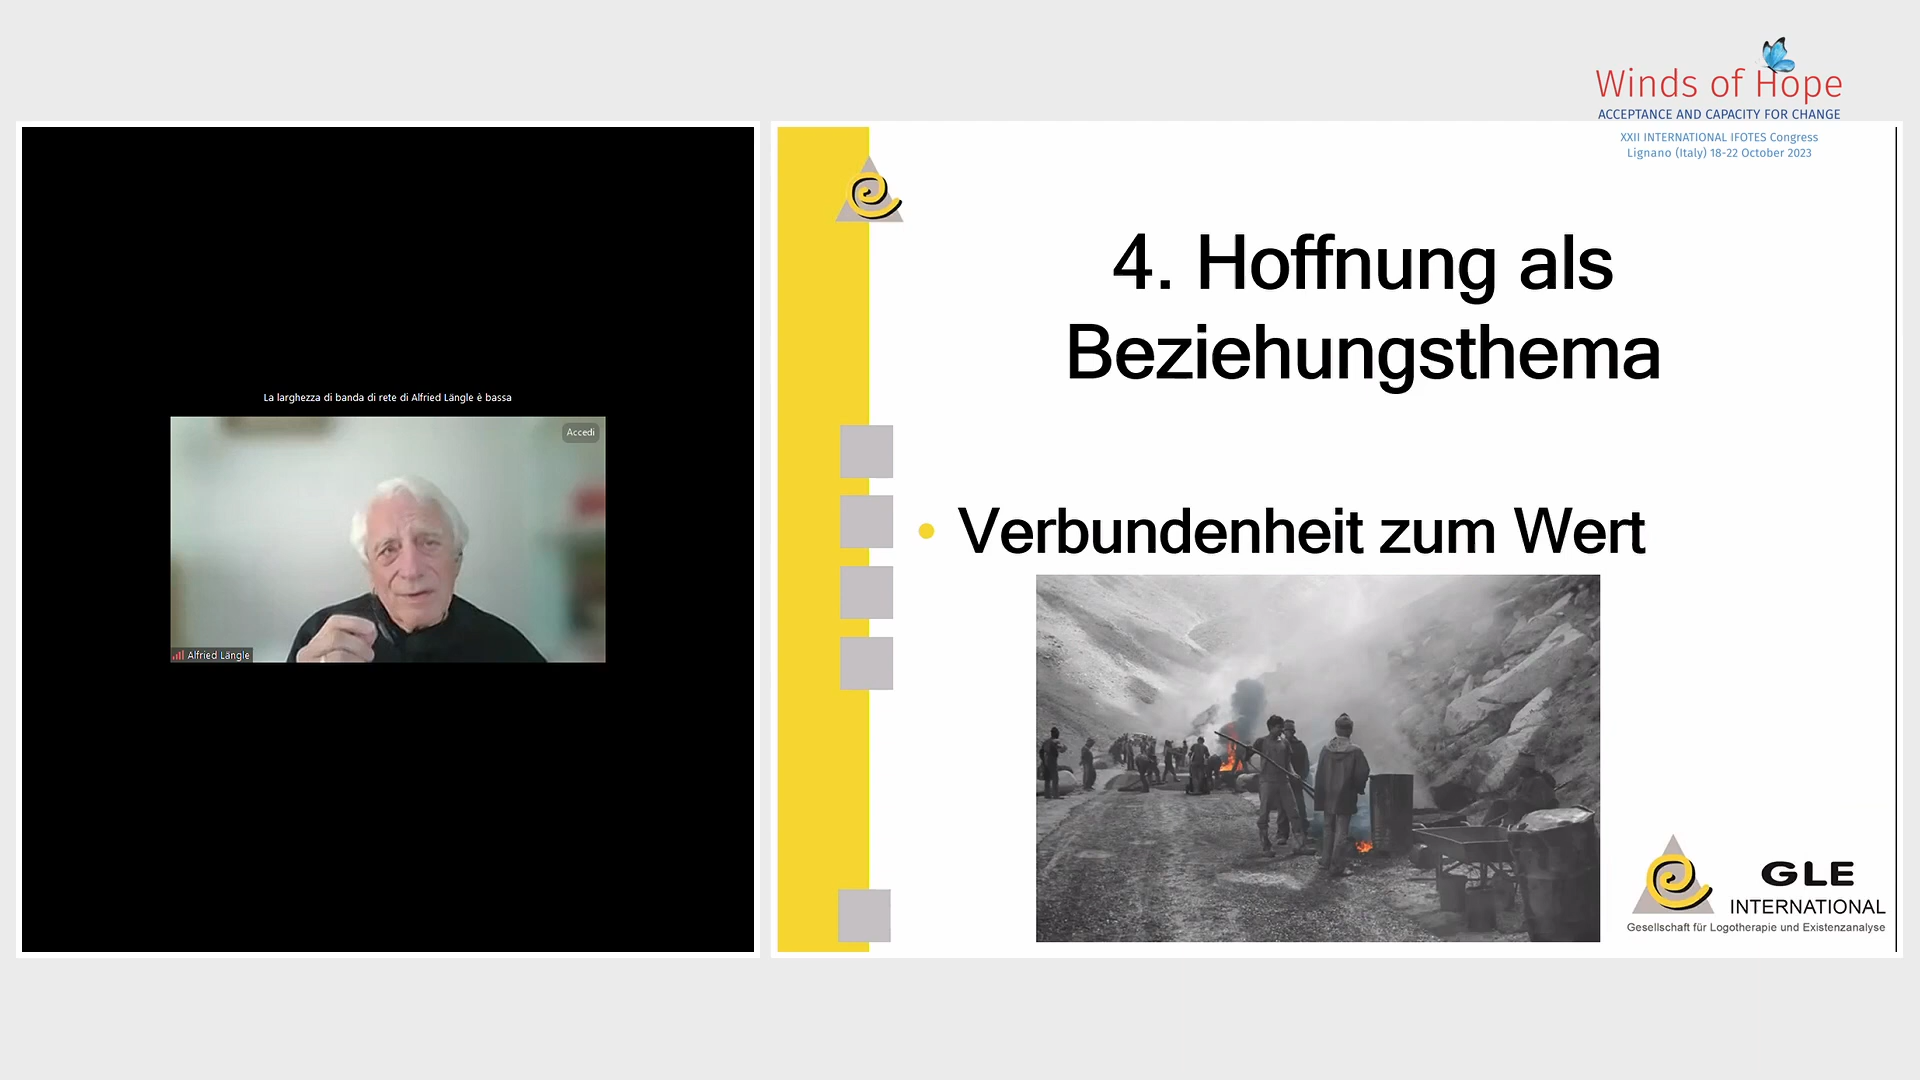 Winds of Hope
ACCEPTANCE AND CAPACITY FOR CHANGE
XXII INTERNATIONAL IFOTES Congress
Lignano (Italy) 18-22 October 2023
La larghezza di banda di rete di Alfried Längle è bassa
Accedi
Alfried Längle
4. Hoffnung als
Beziehungsthema
• Verbundenheit zum Wert
GLE
INTERNATIONAL
Gesellschaft für Logotherapie und Existenzanalyse